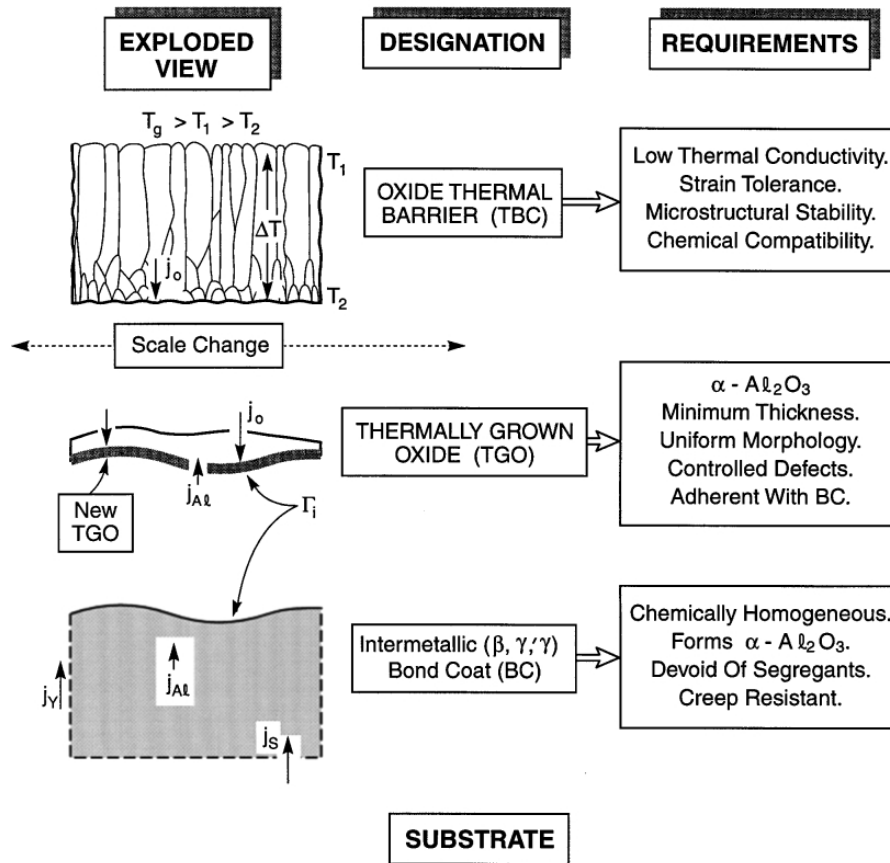 EXPLODED
VIEW
DESIGNATION
REQUIREMENTS
T_g > T_1 > T_2
T_1
ΔT
j_o
T_2
OXIDE THERMAL
BARRIER (TBC)
Low Thermal Conductivity.
Strain Tolerance.
Microstructural Stability.
Chemical Compatibility.
Scale Change
j_o
j_Aℓ
New
TGO
Γ_i
THERMALLY GROWN
OXIDE (TGO)
α - Aℓ_2O_3
Minimum Thickness.
Uniform Morphology.
Controlled Defects.
Adherent With BC.
j_Y
j_Aℓ
j_S
Intermetallic (β, γ,′γ)
Bond Coat (BC)
Chemically Homogeneous.
Forms α - Aℓ_2O_3.
Devoid Of Segregants.
Creep Resistant.
SUBSTRATE